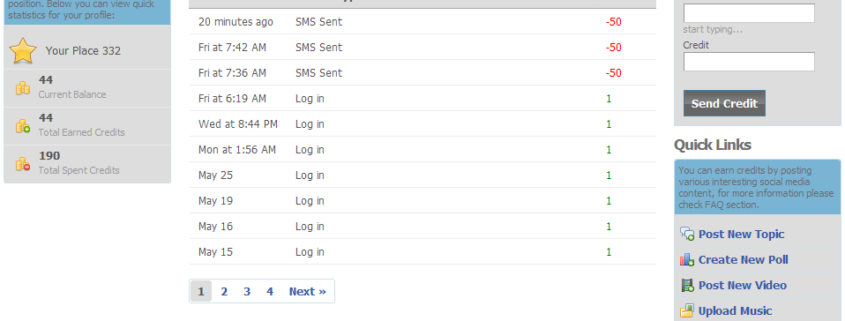 position. Below you can view quick
statistics for your profile:
Your Place 332
44
Current Balance
44
Total Earned Credits
190
Total Spent Credits
20 minutes ago SMS Sent -50
Fri at 7:42 AM SMS Sent -50
Fri at 7:36 AM SMS Sent -50
Fri at 6:19 AM Log in 1
Wed at 8:44 PM Log in 1
Mon at 1:56 AM Log in 1
May 25 Log in 1
May 19 Log in 1
May 16 Log in 1
May 15 Log in 1
1 2 3 4 Next »
start typing...
Credit
Send Credit
Quick Links
You can earn credits by posting
various interesting social media
content, for more information please
check FAQ section.
Post New Topic
Create New Poll
Post New Video
Upload Music